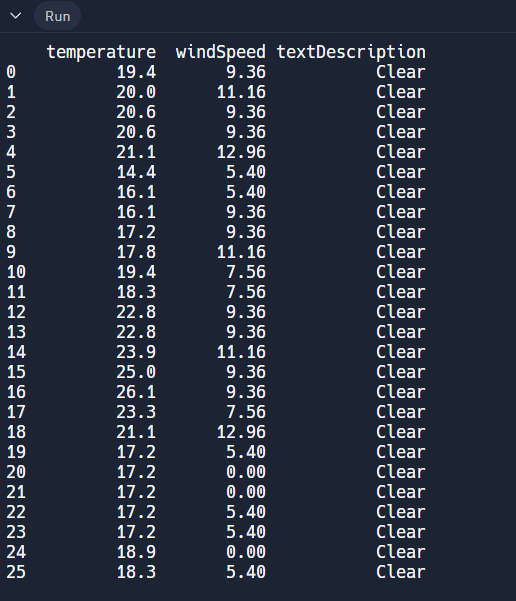 Run
temperature windSpeed textDescription
0 19.4 9.36 Clear
1 20.0 11.16 Clear
2 20.6 9.36 Clear
3 20.6 9.36 Clear
4 21.1 12.96 Clear
5 14.4 5.40 Clear
6 16.1 5.40 Clear
7 16.1 9.36 Clear
8 17.2 9.36 Clear
9 17.8 11.16 Clear
10 19.4 7.56 Clear
11 18.3 7.56 Clear
12 22.8 9.36 Clear
13 22.8 9.36 Clear
14 23.9 11.16 Clear
15 25.0 9.36 Clear
16 26.1 9.36 Clear
17 23.3 7.56 Clear
18 21.1 12.96 Clear
19 17.2 5.40 Clear
20 17.2 0.00 Clear
21 17.2 0.00 Clear
22 17.2 5.40 Clear
23 17.2 5.40 Clear
24 18.9 0.00 Clear
25 18.3 5.40 Clear